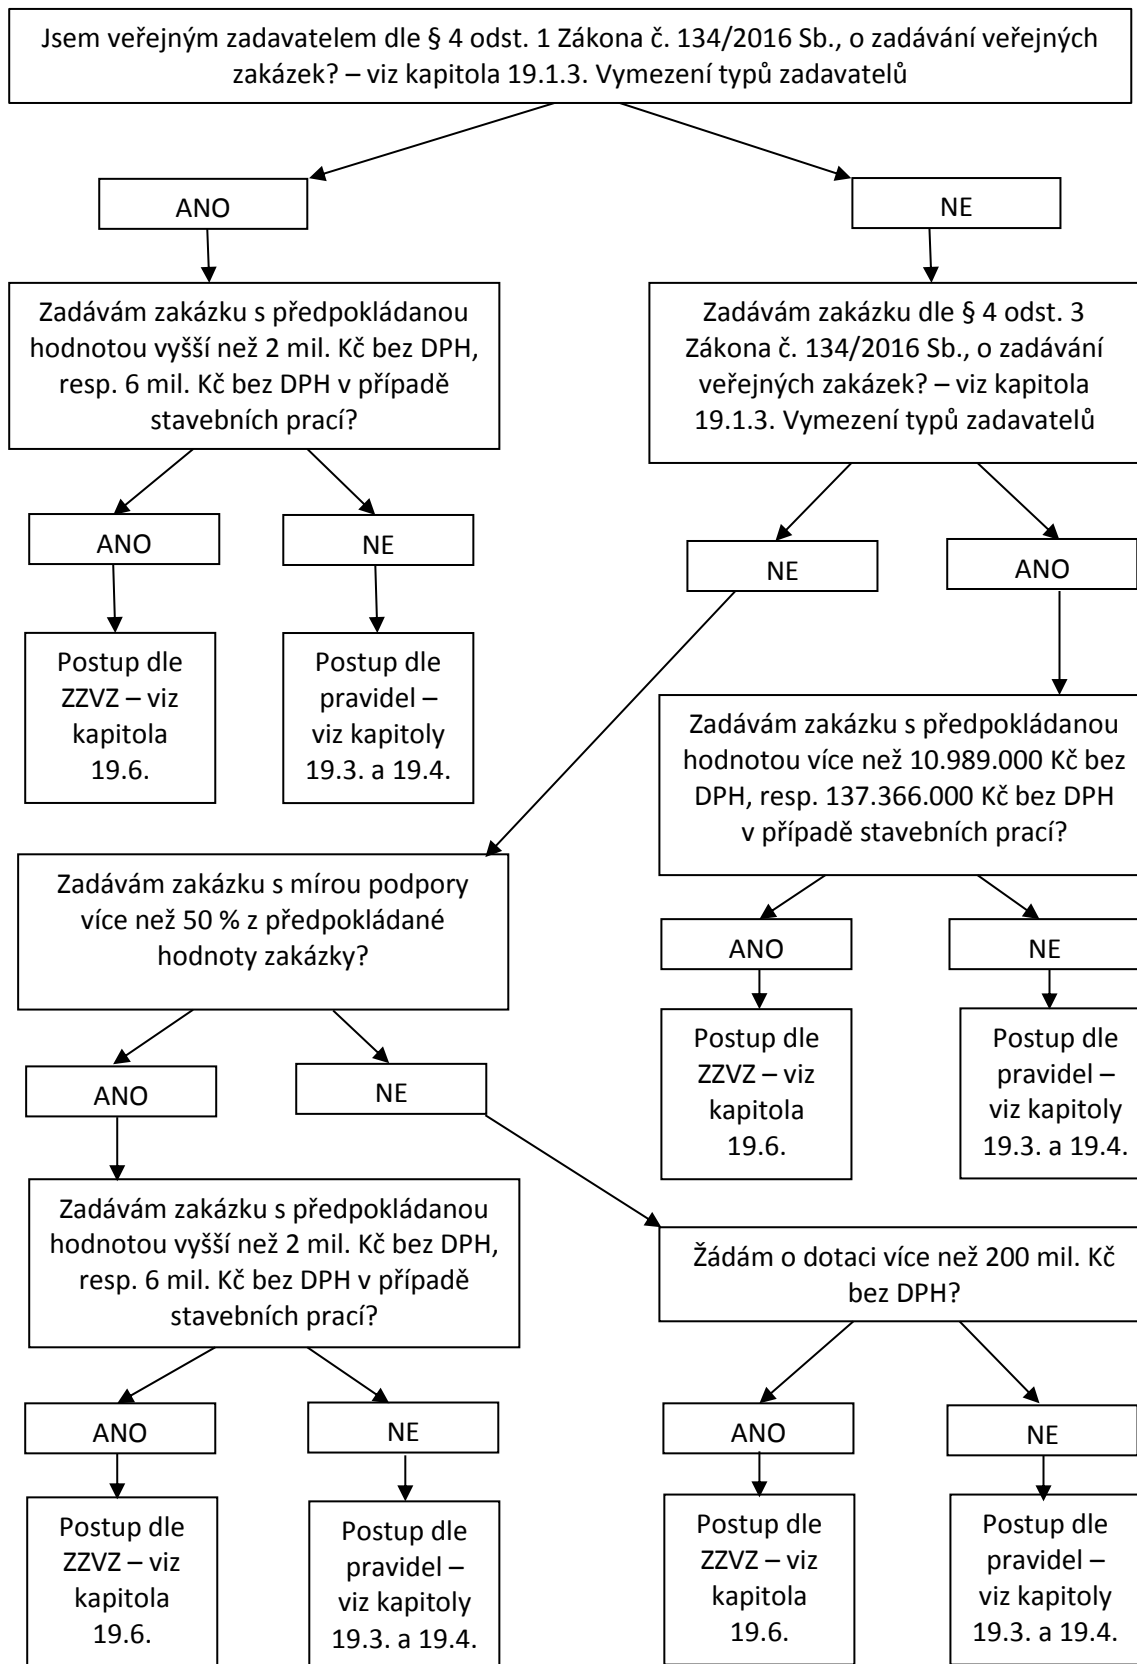 Jsem veřejným zadavatelem dle § 4 odst. 1 Zákona č. 134/2016 Sb., o zadávání veřejných
zakázek? – viz kapitola 19.1.3. Vymezení typů zadavatelů
ANO
NE
Zadávám zakázku s předpokládanou
hodnotou vyšší než 2 mil. Kč bez DPH,
resp. 6 mil. Kč bez DPH v případě
stavebních prací?
Zadávám zakázku dle § 4 odst. 3
Zákona č. 134/2016 Sb., o zadávání
veřejných zakázek? – viz kapitola
19.1.3. Vymezení typů zadavatelů
ANO
NE
NE
ANO
Postup dle
ZZVZ – viz
kapitola
19.6.
Postup dle
pravidel –
viz kapitoly
19.3. a 19.4.
Zadávám zakázku s předpokládanou
hodnotou více než 10.989.000 Kč bez
DPH, resp. 137.366.000 Kč bez DPH
v případě stavebních prací?
Zadávám zakázku s mírou podpory
více než 50 % z předpokládané
hodnoty zakázky?
ANO
NE
Postup dle
ZZVZ – viz
kapitola
19.6.
Postup dle
pravidel –
viz kapitoly
19.3. a 19.4.
ANO
NE
Zadávám zakázku s předpokládanou
hodnotou vyšší než 2 mil. Kč bez DPH,
resp. 6 mil. Kč bez DPH v případě
stavebních prací?
Žádám o dotaci více než 200 mil. Kč
bez DPH?
ANO
NE
ANO
NE
Postup dle
ZZVZ – viz
kapitola
19.6.
Postup dle
pravidel –
viz kapitoly
19.3. a 19.4.
Postup dle
ZZVZ – viz
kapitola
19.6.
Postup dle
pravidel –
viz kapitoly
19.3. a 19.4.